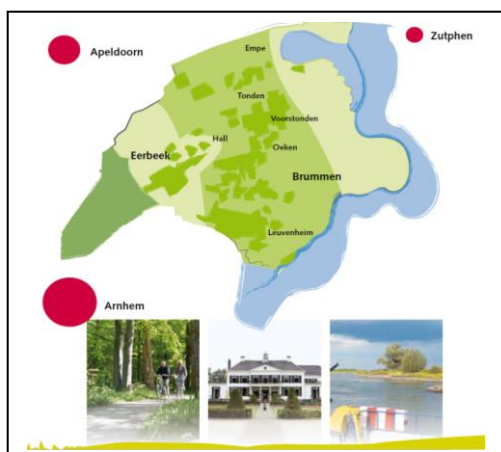 Apeldoorn
Zutphen
Empe
Tonden
Voorstonden
Hall
Oeken
Eerbeek
Brummen
Leuvenheim
Arnhem